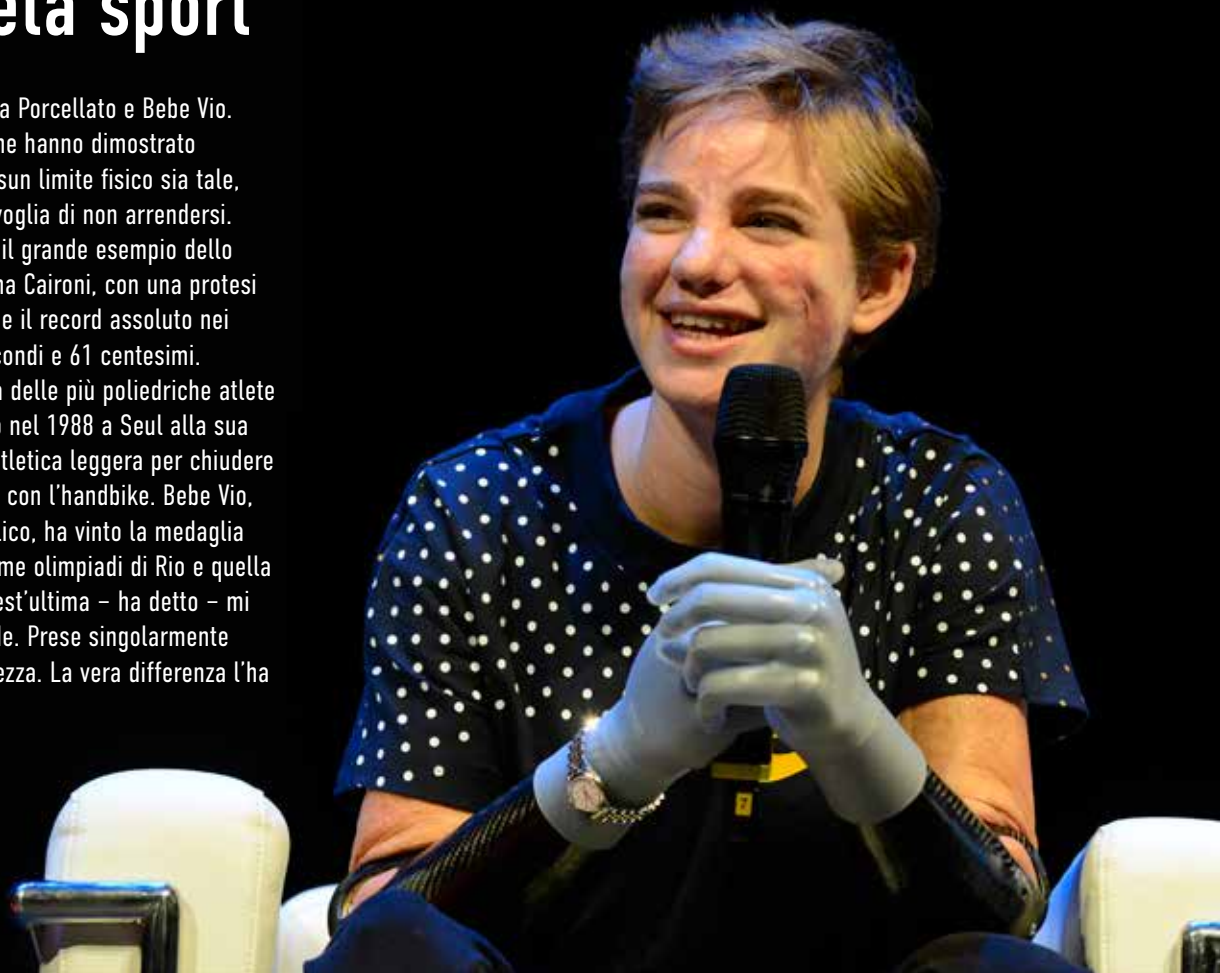 eta sport
a Porcellato e Bebe Vio.
he hanno dimostrato
sun limite fisico sia tale,
voglia di non arrendersi.
il grande esempio dello
na Caironi, con una protesi
e il record assoluto nei
condi e 61 centesimi.
a delle più poliedriche atlete
o nel 1988 a Seul alla sua
tletica leggera per chiudere
con l'handbike. Bebe Vio,
lico, ha vinto la medaglia
me olimpiadi di Rio e quella
est'ultima – ha detto – mi
le. Prese singolarmente
ezza. La vera differenza l'ha
7